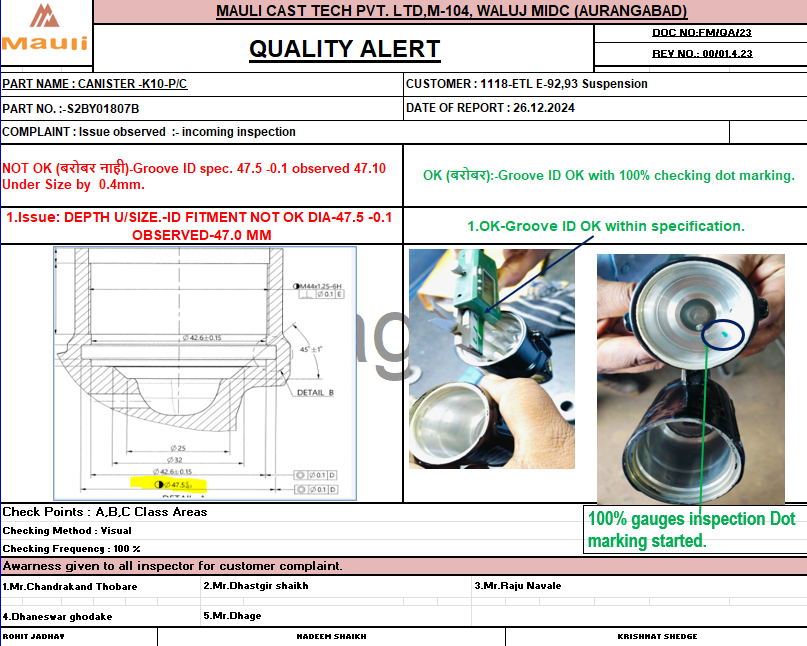 MAULI CAST TECH PVT. LTD,M-104, WALUJ MIDC (AURANGABAD)
Mauli
QUALITY ALERT
DOC NO:FM/QA/23
REV NO.: 00/01.4.23
PART NAME : CANISTER -K10-P/C
CUSTOMER : 1118-ETL E-92,93 Suspension
PART NO. :-S2BY01807B
DATE OF REPORT : 26.12.2024
COMPLAINT : Issue observed :- incoming inspection
NOT OK (बरोबर नाही)-Groove ID spec. 47.5 -0.1 observed 47.10
Under Size by 0.4mm.
OK (बरोबर):-Groove ID OK with 100% checking dot marking.
1.Issue: DEPTH U/SIZE.-ID FITMENT NOT OK DIA-47.5 -0.1
OBSERVED-47.0 MM
1.OK-Groove ID OK within specification.
M44x1.25-6H
⊥ Ø 0.1 E
Ø 42.6±0.15
45°±1°
DETAIL B
Ø 25
Ø 32
Ø 42.6±0.15
Ø 0.1 D
Ø 47.5
Ø 0.1 D
Check Points : A,B,C Class Areas
Checking Method : Visual
Checking Frequency : 100 %
100% gauges inspection Dot
marking started.
Awarness given to all inspector for customer complaint.
1.Mr.Chandrakand Thobare
2.Mr.Dhastgir shaikh
3.Mr.Raju Navale
4.Dhaneswar ghodake
5.Mr.Dhage
ROHIT JADHAV
NADEEM SHAIKH
KRISHNAT SHEDGE